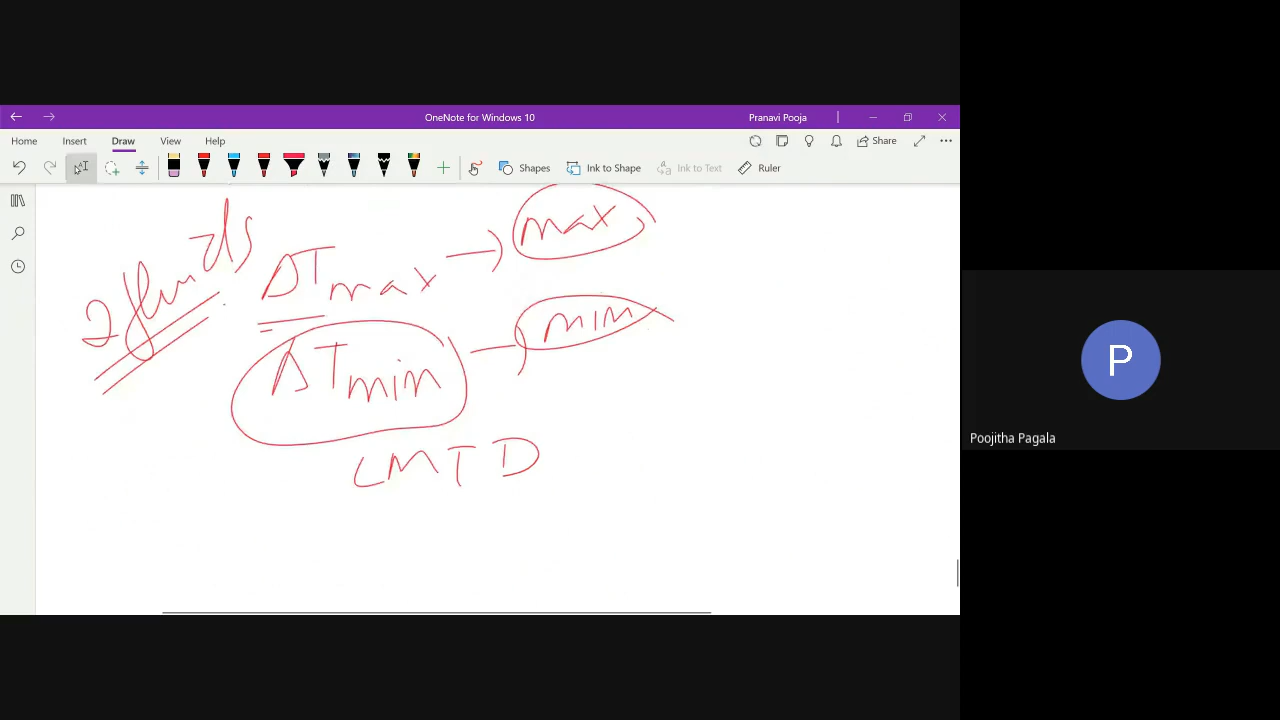 OneNote for Windows 10
Pranavi Pooja
Home Insert Draw View Help
Share
Shapes Ink to Shape Ink to Text Ruler
2 fluids
ΔTmax → max
ΔTmin → min
LMTD
P
Poojitha Pagala